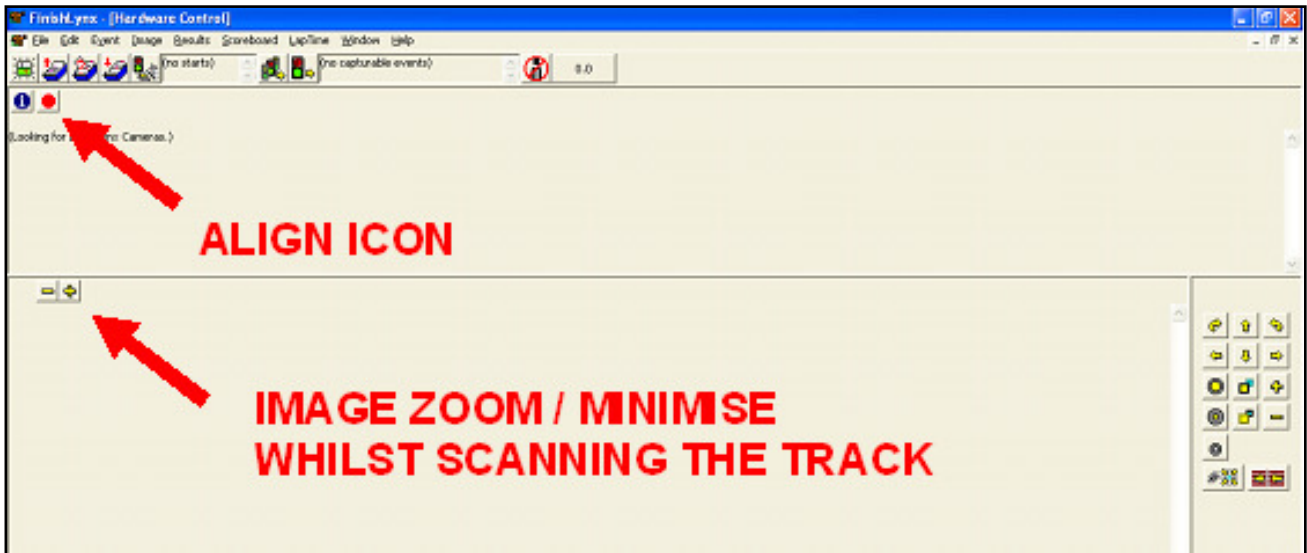 FinishLynx - [Hardware Control]
File Edit Event Image Results Scoreboard LapTime Window Help
(no starts) (no capturable events) 0.0
(Looking for Cameras.)
ALIGN ICON
IMAGE ZOOM / MINIMISE
WHILST SCANNING THE TRACK